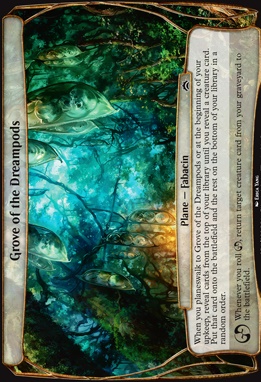 Grove of the Dreampods
Plane — Fabacin
When you planeswalk to Grove of the Dreampods or at the beginning of your
upkeep, reveal cards from the top of your library until you reveal a creature card.
Put that card onto the battlefield and the rest on the bottom of your library in a
random order.
Whenever you roll , return target creature card from your graveyard to
the battlefield.